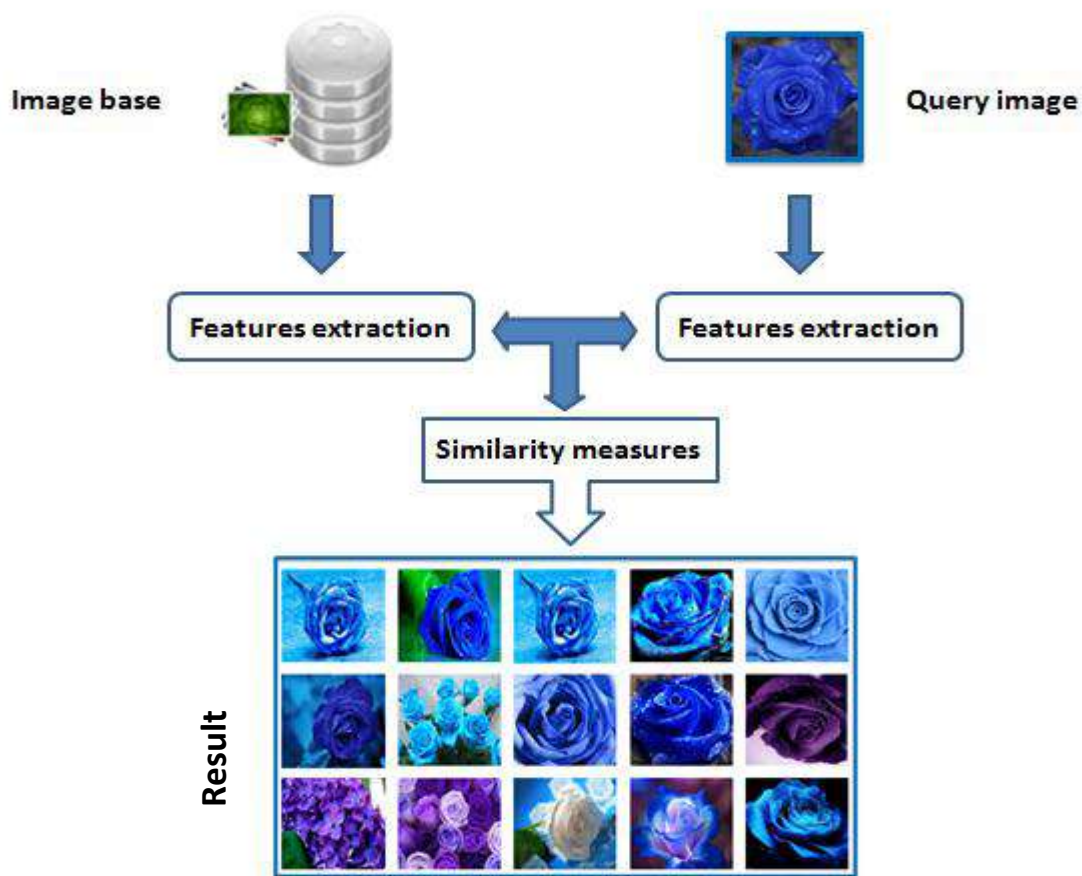 Image base
Query image
Features extraction
Features extraction
Similarity measures
Result